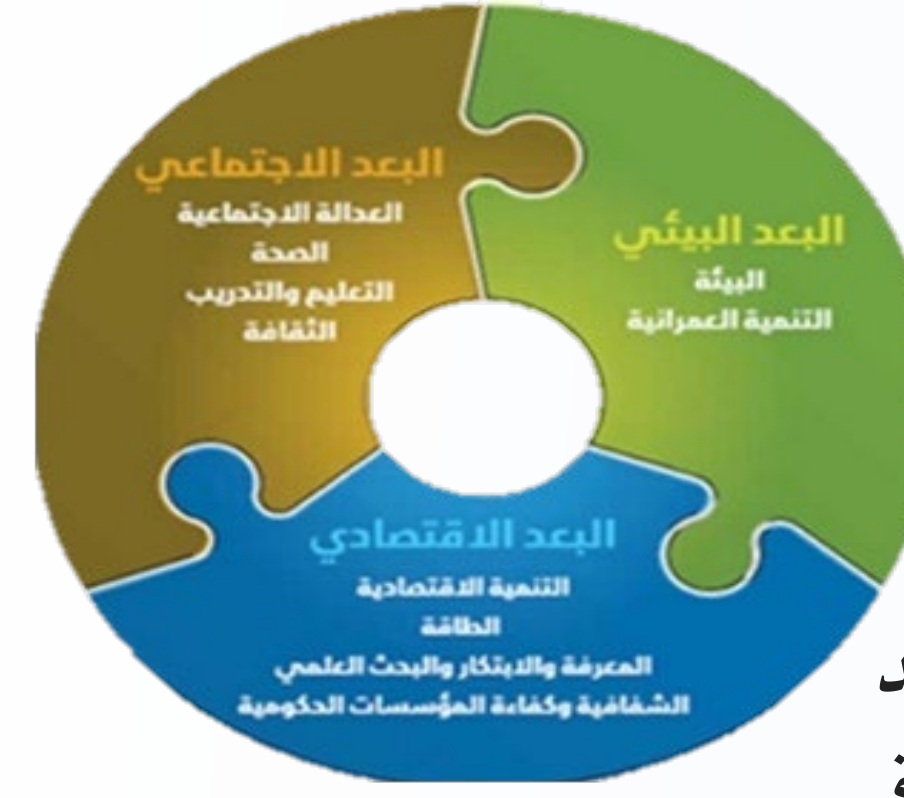 البعد الاجتماعي
العدالة الاجتماعية
الصحة
التعليم والتدريب
الثقافة
البعد البيئي
البيئة
التنمية العمرانية
البعد الاقتصادي
التنمية الاقتصادية
الطاقة
المعرفة والابتكار والبحث العلمي
الشفافية وكفاءة المؤسسات الحكومية